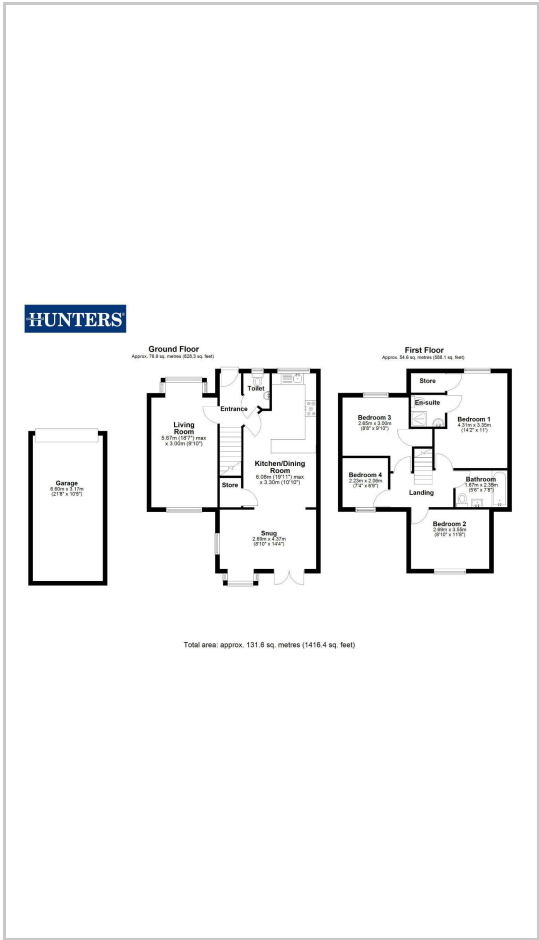 HUNTERS
Ground Floor
Approx. 76.9 sq. metres (828.3 sq. feet)
Toilet
Entrance
Living
Room
5.67m (18'7") max
x 3.00m (9'10")
Kitchen/Dining
Room
6.08m (19'11") max
x 3.30m (10'10")
Store
Snug
2.69m x 4.37m
(8'10" x 14'4")
Garage
6.60m x 3.17m
(21'8" x 10'5")
First Floor
Approx. 54.6 sq. metres (588.1 sq. feet)
Store
En-suite
Bedroom 1
4.31m x 3.35m
(14'2" x 11')
Bedroom 3
2.65m x 3.00m
(8'8" x 9'10")
Bedroom 4
2.23m x 2.06m
(7'4" x 6'9")
Landing
Bathroom
1.67m x 2.35m
(5'6" x 7'8")
Bedroom 2
2.69m x 3.55m
(8'10" x 11'8")
Total area: approx. 131.6 sq. metres (1416.4 sq. feet)